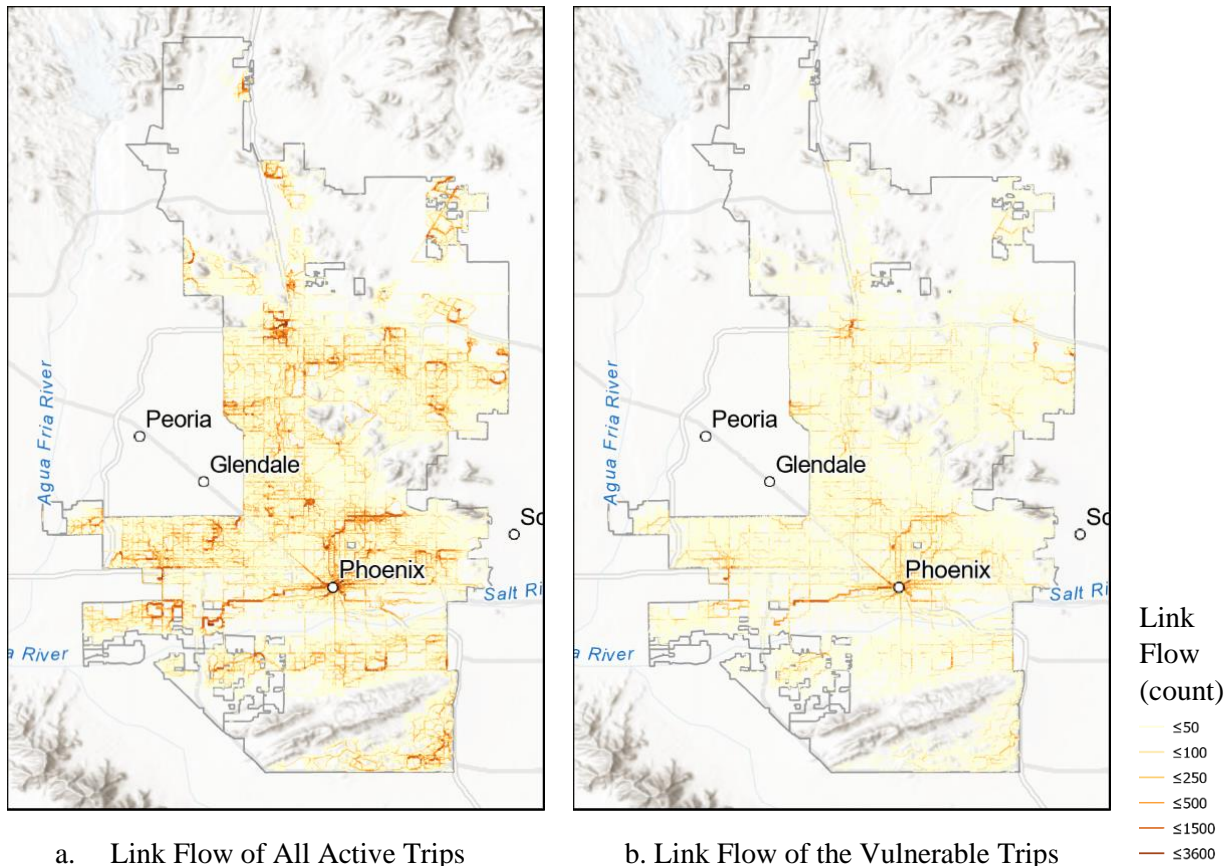 Agua Fria River
Peoria
Glendale
Sc
Phoenix
Salt Ri
a River
Agua Fria River
Peoria
Glendale
Sc
Phoenix
Salt Ri
a River
Link
Flow
(count)
≤50
≤100
≤250
≤500
≤1500
≤3600
a. Link Flow of All Active Trips
b. Link Flow of the Vulnerable Trips